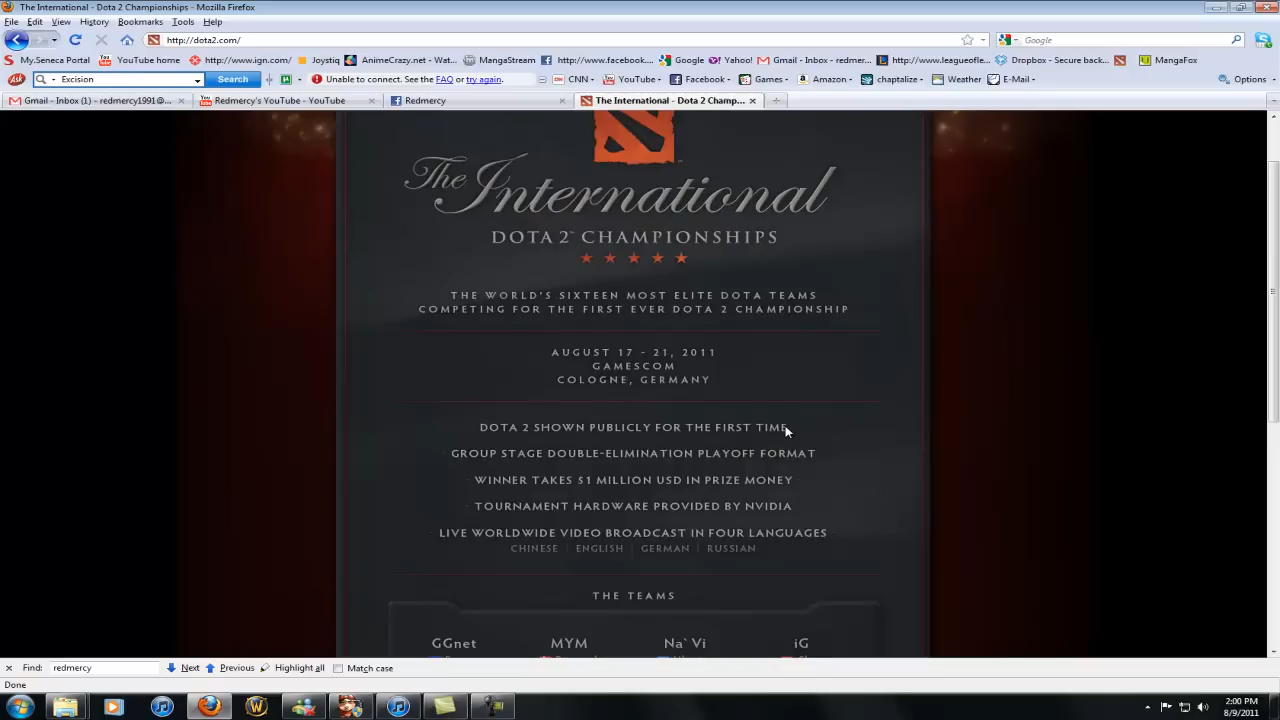 The International - Dota 2 Championships - Mozilla Firefox
File Edit View History Bookmarks Tools Help
http://dota2.com/
Google
My.Seneca Portal YouTube home http://www.ign.com/ Joystiq AnimeCrazy.net - Wat... MangaStream http://www.facebook.... Google Yahoo! Gmail - Inbox - redmer... http://www.leagueofle... Dropbox - Secure back... MangaFox
Ask Excision Search Unable to connect. See the FAQ or try again. CNN YouTube Facebook Games Amazon chaptalize Weather E-Mail Options
Gmail - Inbox (1) - redmercy1991@... Redmercy's YouTube - YouTube Redmercy The International - Dota 2 Champ...
The International
DOTA 2™ CHAMPIONSHIPS
THE WORLD'S SIXTEEN MOST ELITE DOTA TEAMS
COMPETING FOR THE FIRST EVER DOTA 2 CHAMPIONSHIP
AUGUST 17 - 21, 2011
GAMESCOM
COLOGNE, GERMANY
DOTA 2 SHOWN PUBLICLY FOR THE FIRST TIME
GROUP STAGE DOUBLE-ELIMINATION PLAYOFF FORMAT
WINNER TAKES $1 MILLION USD IN PRIZE MONEY
TOURNAMENT HARDWARE PROVIDED BY NVIDIA
LIVE WORLDWIDE VIDEO BROADCAST IN FOUR LANGUAGES
CHINESE | ENGLISH | GERMAN | RUSSIAN
THE TEAMS
GGnet MYM Na`Vi iG
Find: redmercy Next Previous Highlight all Match case
Done
2:00 PM
8/9/2011